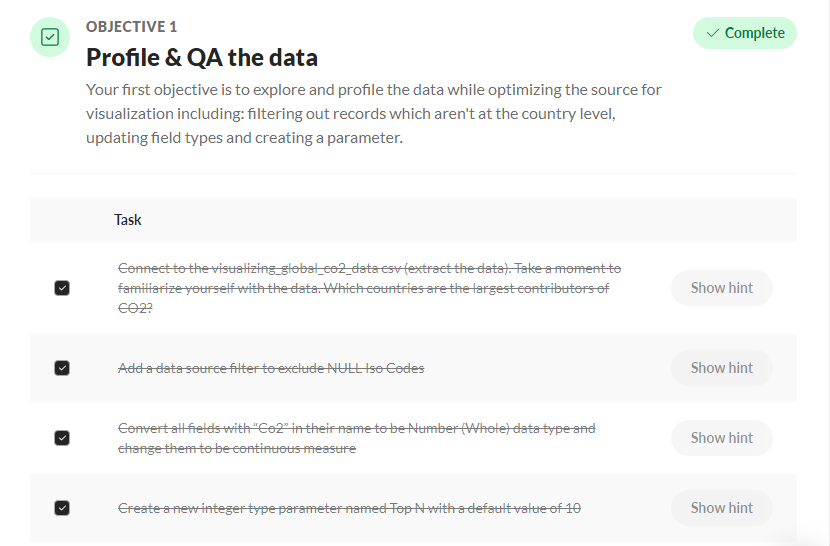 OBJECTIVE 1
Complete
Profile & QA the data
Your first objective is to explore and profile the data while optimizing the source for
visualization including: filtering out records which aren't at the country level,
updating field types and creating a parameter.
Task
Connect to the visualizing_global_co2_data csv (extract the data). Take a moment to
familiarize yourself with the data. Which countries are the largest contributors of
CO2?
Show hint
Add a data source filter to exclude NULL Iso Codes
Show hint
Convert all fields with “Co2” in their name to be Number (Whole) data type and
change them to be continuous measure
Show hint
Create a new integer type parameter named Top N with a default value of 10
Show hint